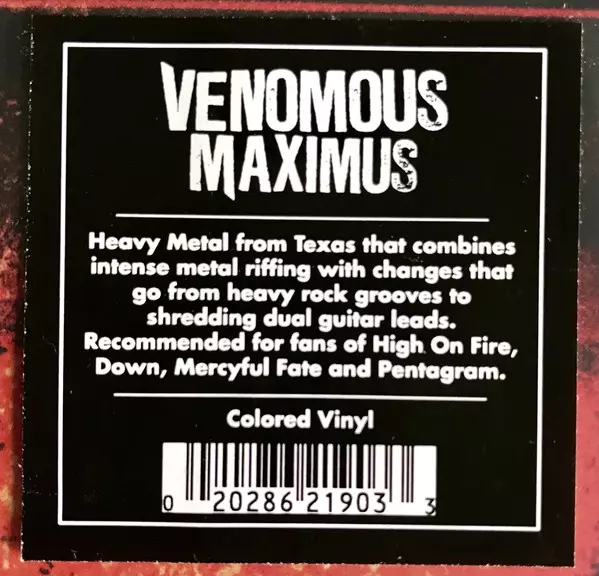 VENOMOUS
MAXIMUS
Heavy Metal from Texas that combines
intense metal riffing with changes that
go from heavy rock grooves to
shredding dual guitar leads.
Recommended for fans of High On Fire,
Down, Mercyful Fate and Pentagram.
Colored Vinyl
0 20286 21903 3